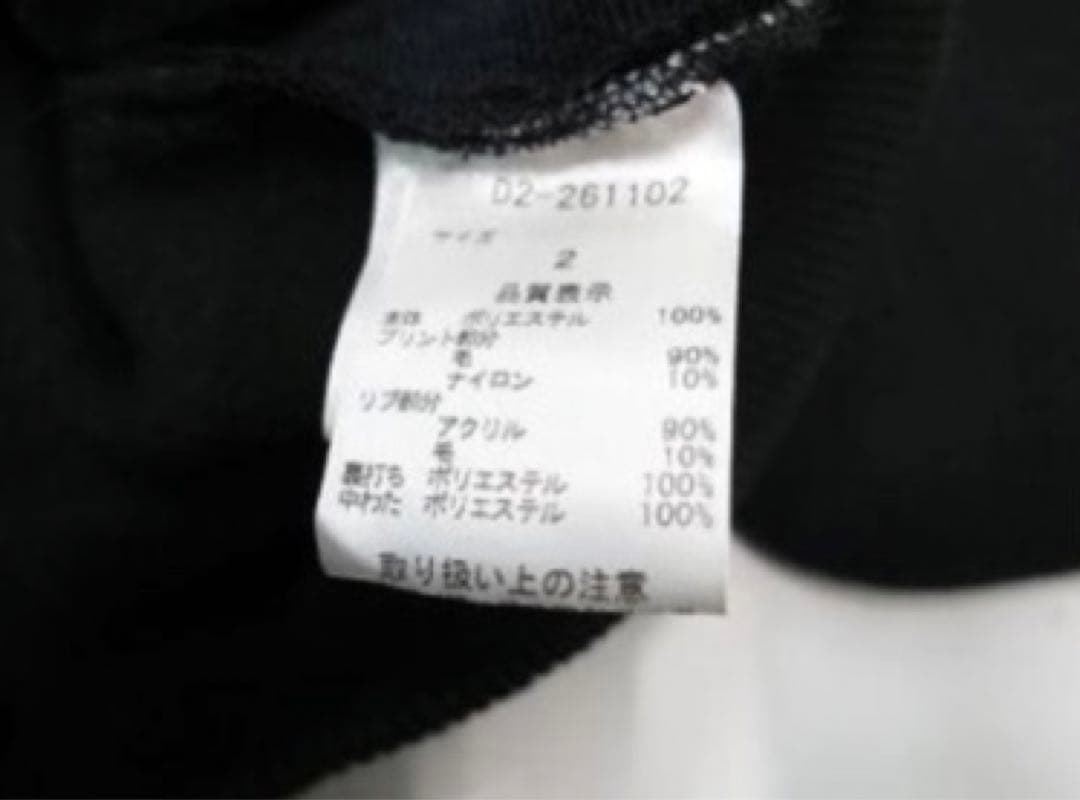 D2-261102
サイズ
2
品質表示
本体 ポリエステル 100%
プリント部分
毛 90%
ナイロン 10%
リブ部分
アクリル 90%
毛 10%
裏打ち ポリエステル 100%
中わた ポリエステル 100%
取り扱い上の注意